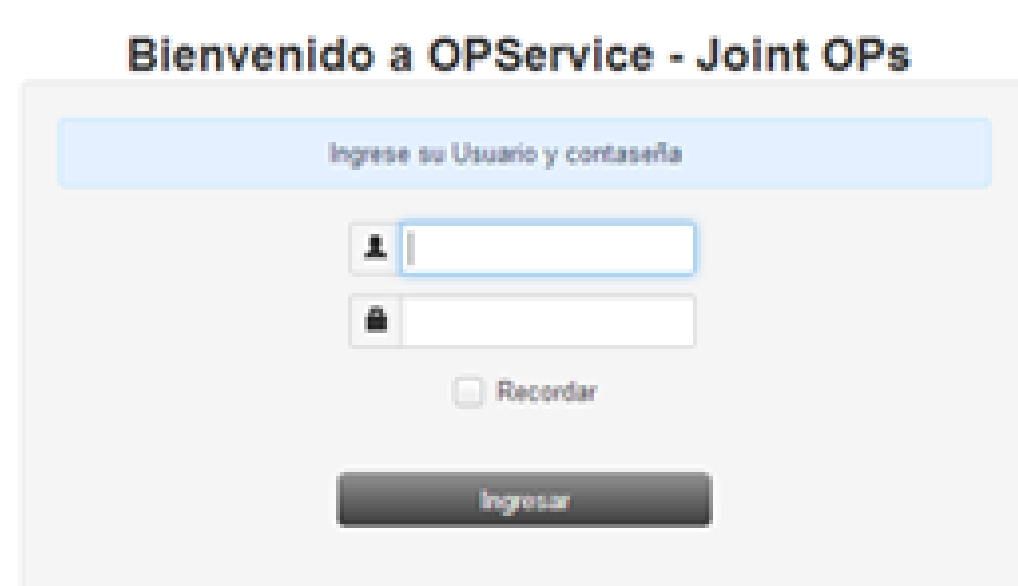 Bienvenido a OPService - Joint OPs
Ingrese su Usuario y contaseña
Recordar
Ingresar